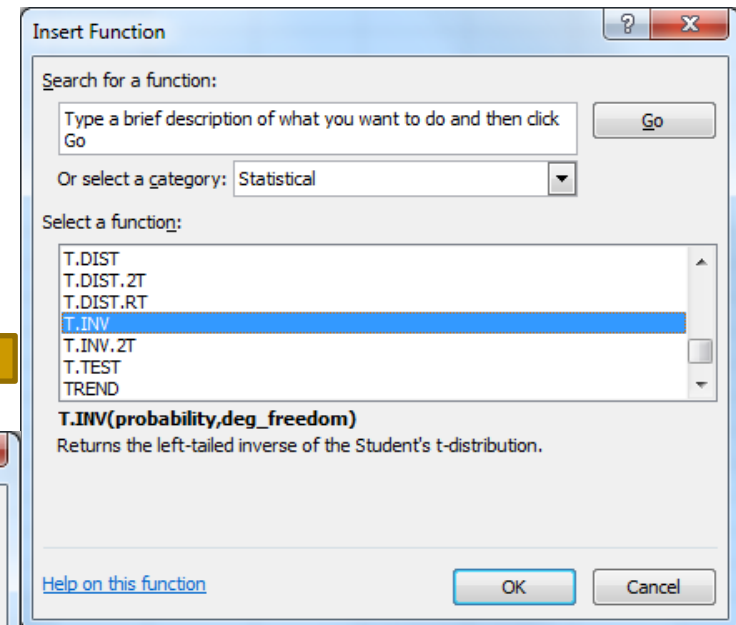 Insert Function
? X
Search for a function:
Type a brief description of what you want to do and then click
Go
Go
Or select a category: Statistical
Select a function:
T.DIST
T.DIST.2T
T.DIST.RT
T.INV
T.INV.2T
T.TEST
TREND
T.INV(probability,deg_freedom)
Returns the left-tailed inverse of the Student's t-distribution.
Help on this function
OK
Cancel